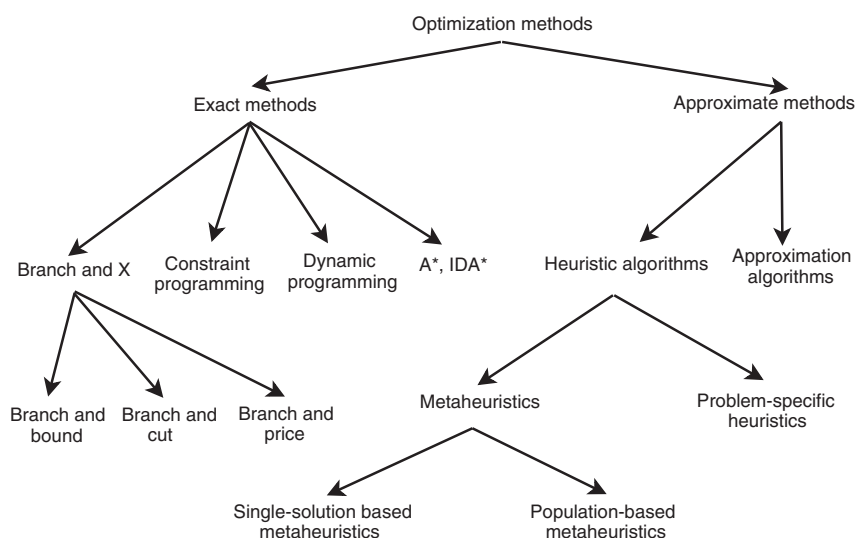 Optimization methods
Exact methods
Approximate methods
Branch and X
Constraint
programming
Dynamic
programming
A*, IDA*
Heuristic algorithms
Approximation
algorithms
Branch and
bound
Branch and
cut
Branch and
price
Metaheuristics
Problem-specific
heuristics
Single-solution based
metaheuristics
Population-based
metaheuristics